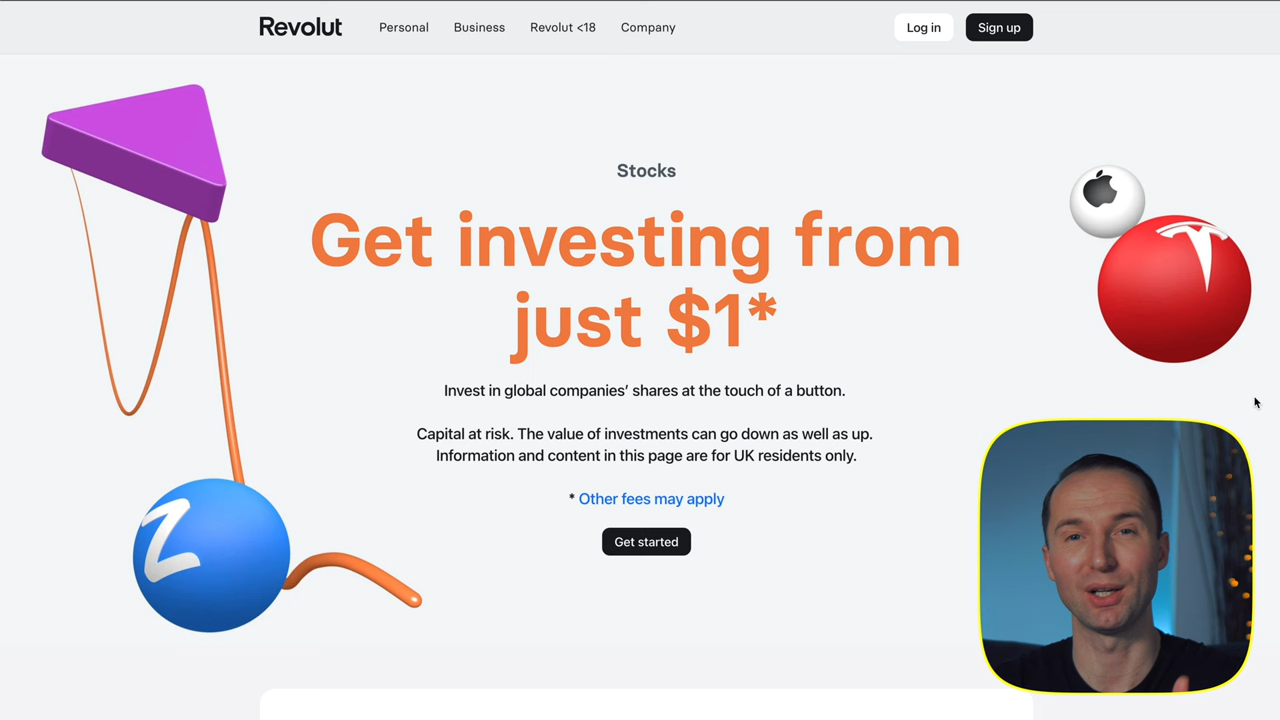 Revolut
Personal
Business
Revolut <18
Company
Log in
Sign up
Stocks
Get investing from
just $1*
Invest in global companies’ shares at the touch of a button.
Capital at risk. The value of investments can go down as well as up.
Information and content in this page are for UK residents only.
* Other fees may apply
Get started